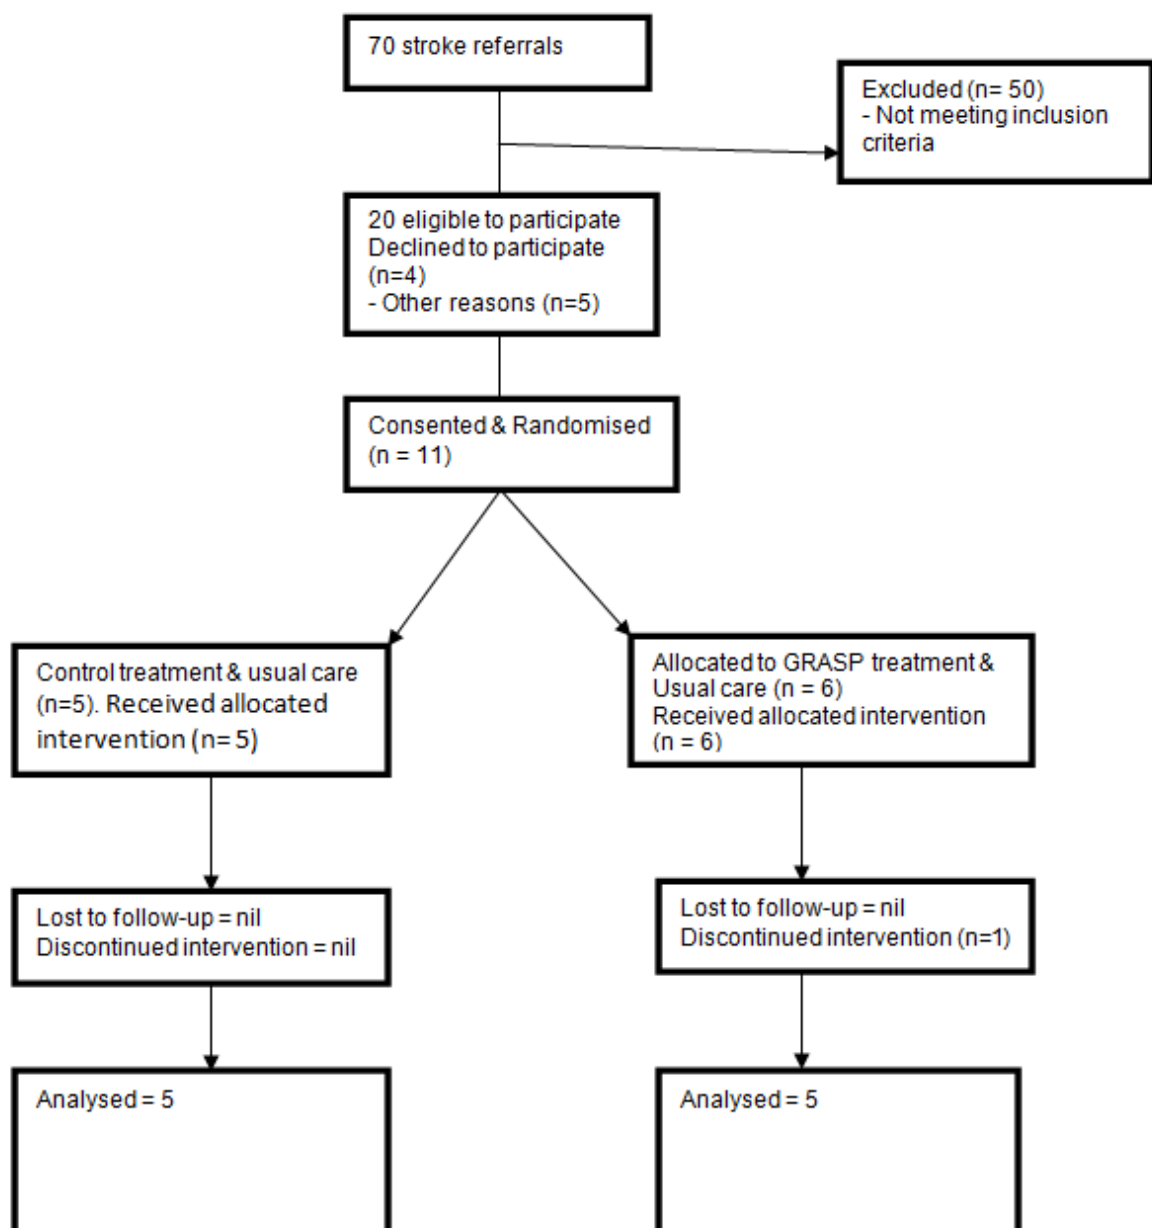 70 stroke referrals
Excluded (n= 50)
- Not meeting inclusion
criteria
20 eligible to participate
Declined to participate
(n=4)
- Other reasons (n=5)
Consented & Randomised
(n = 11)
Control treatment & usual care
(n=5). Received allocated
intervention (n= 5)
Allocated to GRASP treatment &
Usual care (n = 6)
Received allocated intervention
(n = 6)
Lost to follow-up = nil
Discontinued intervention = nil
Lost to follow-up = nil
Discontinued intervention (n=1)
Analysed = 5
Analysed = 5